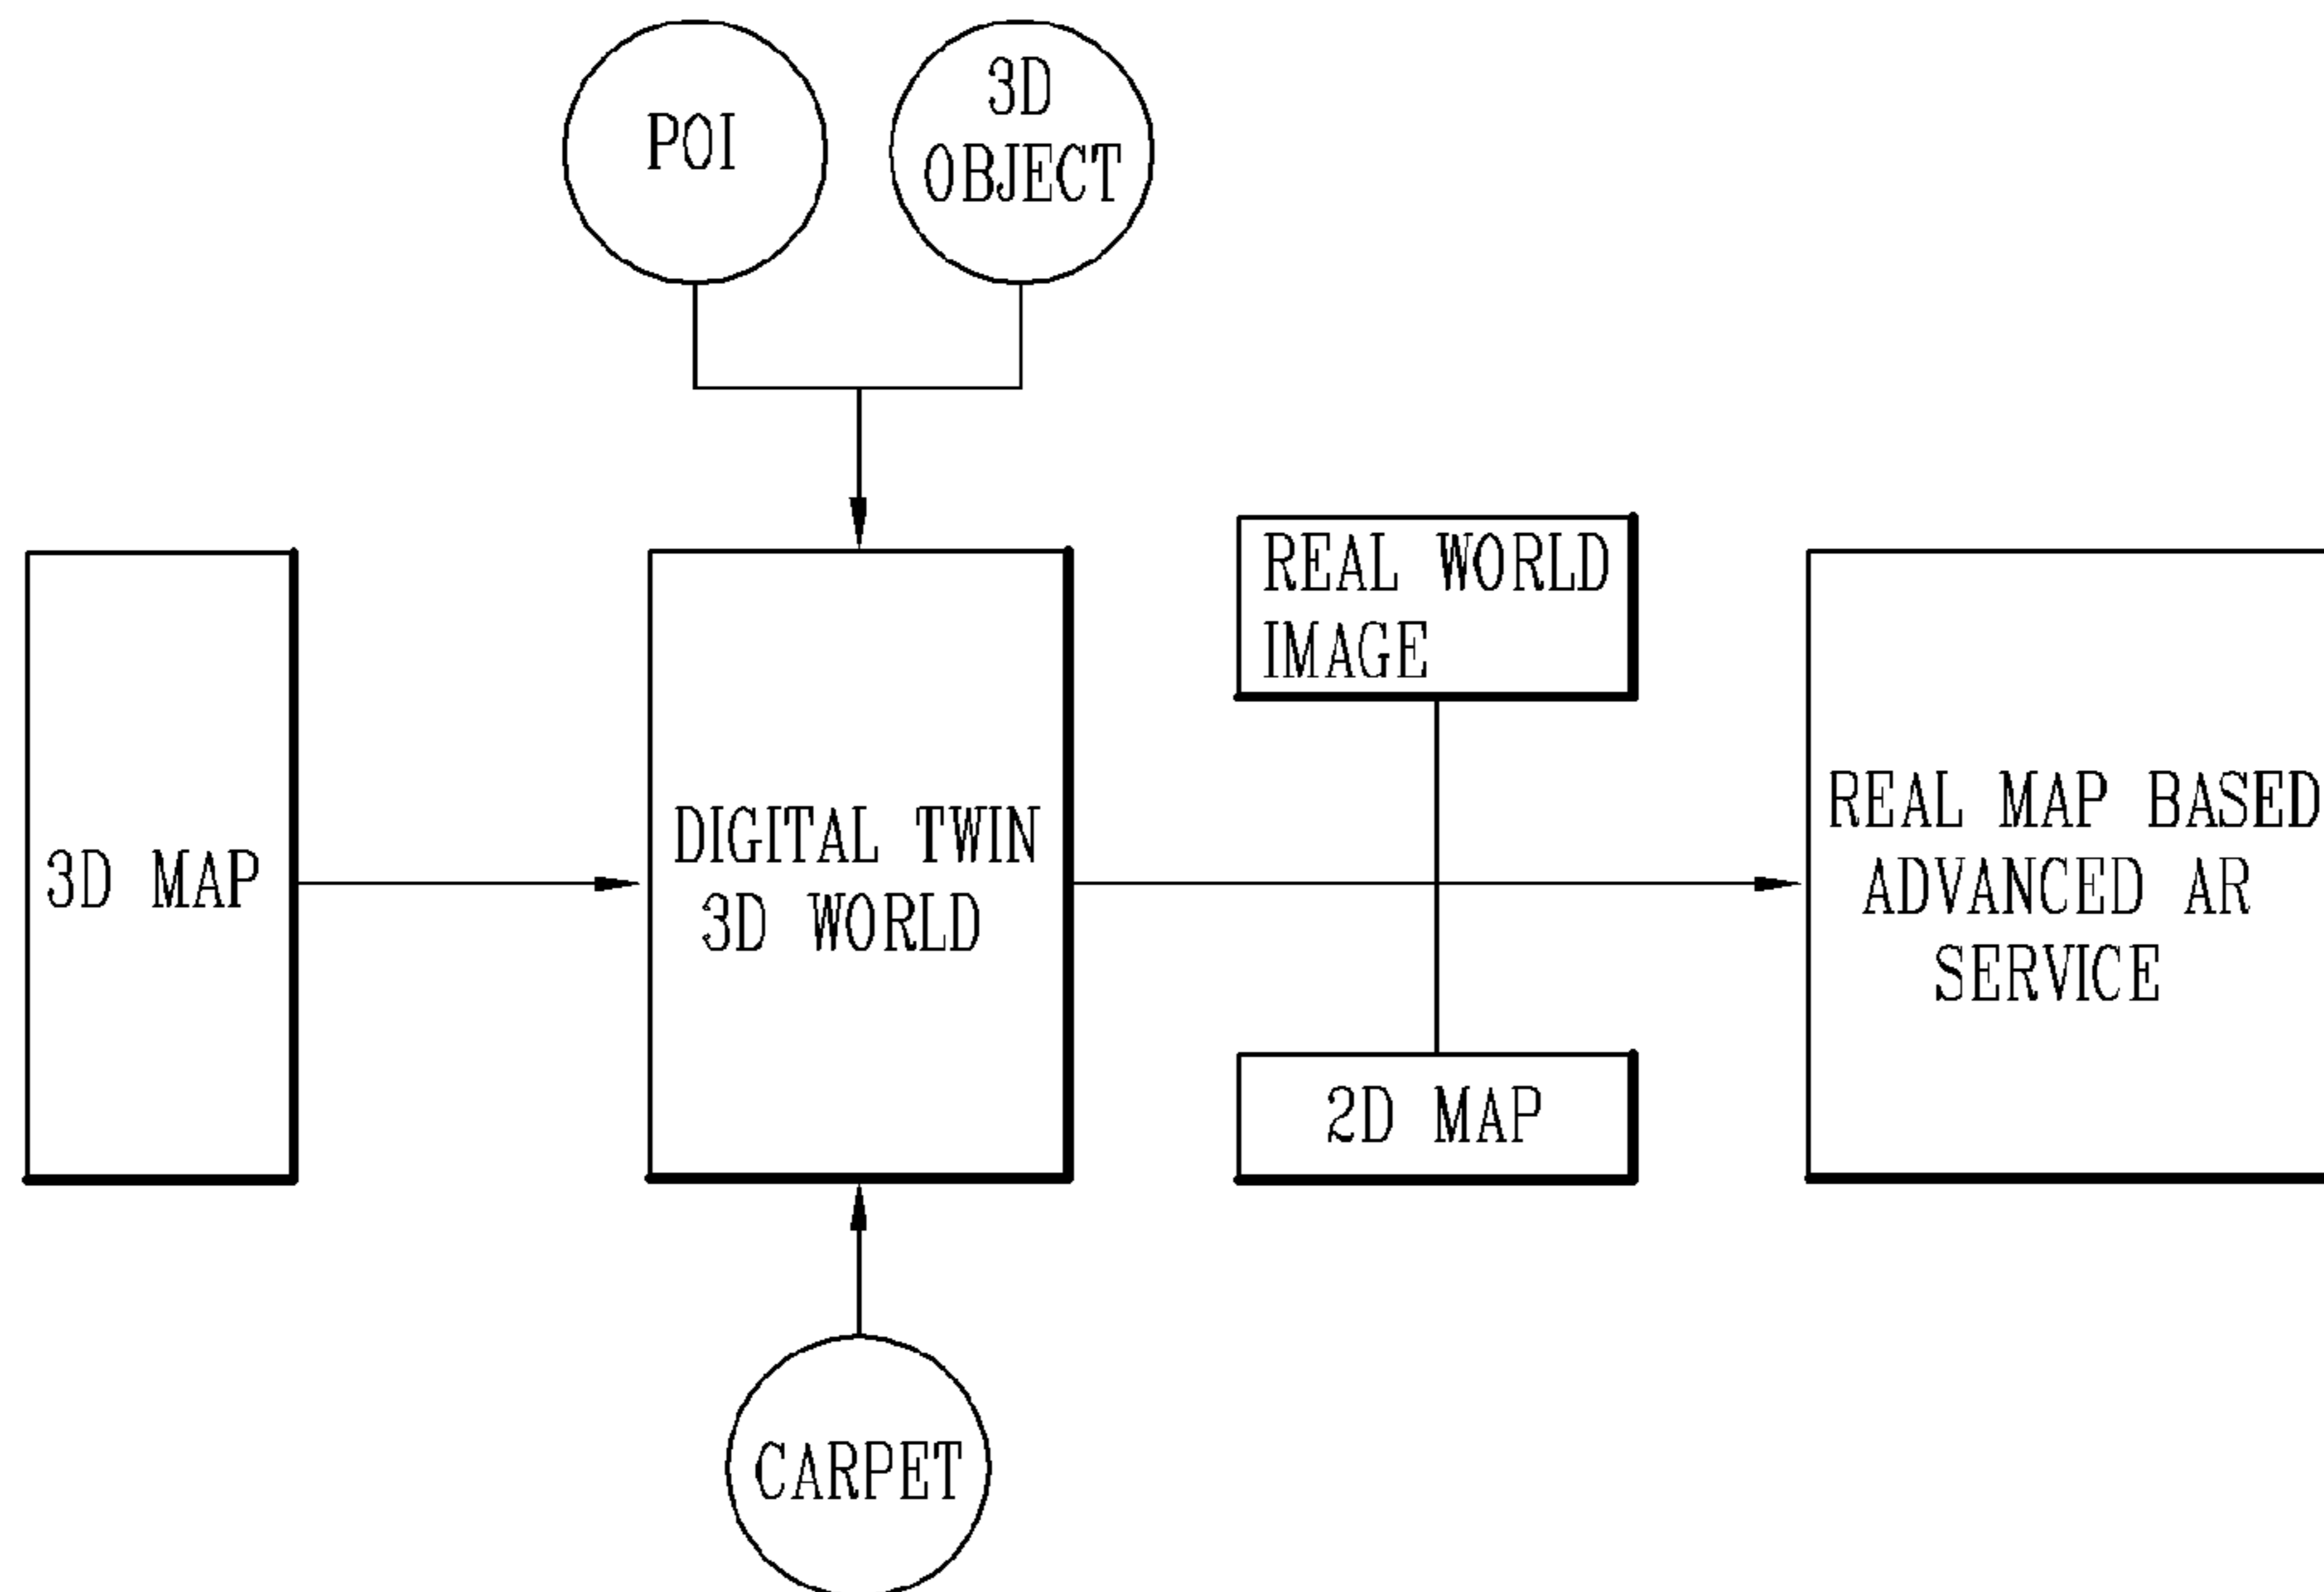 POI
3D
OBJECT
REAL WORLD
IMAGE
3D MAP
DIGITAL TWIN
3D WORLD
REAL MAP BASED
ADVANCED AR
SERVICE
2D MAP
CARPET